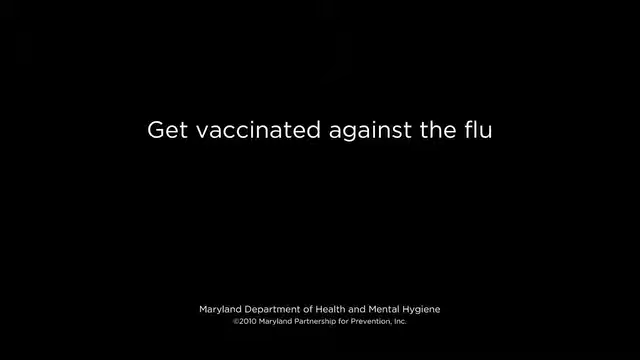 Get vaccinated against the flu
Maryland Department of Health and Mental Hygiene
©2010 Maryland Partnership for Prevention, Inc.